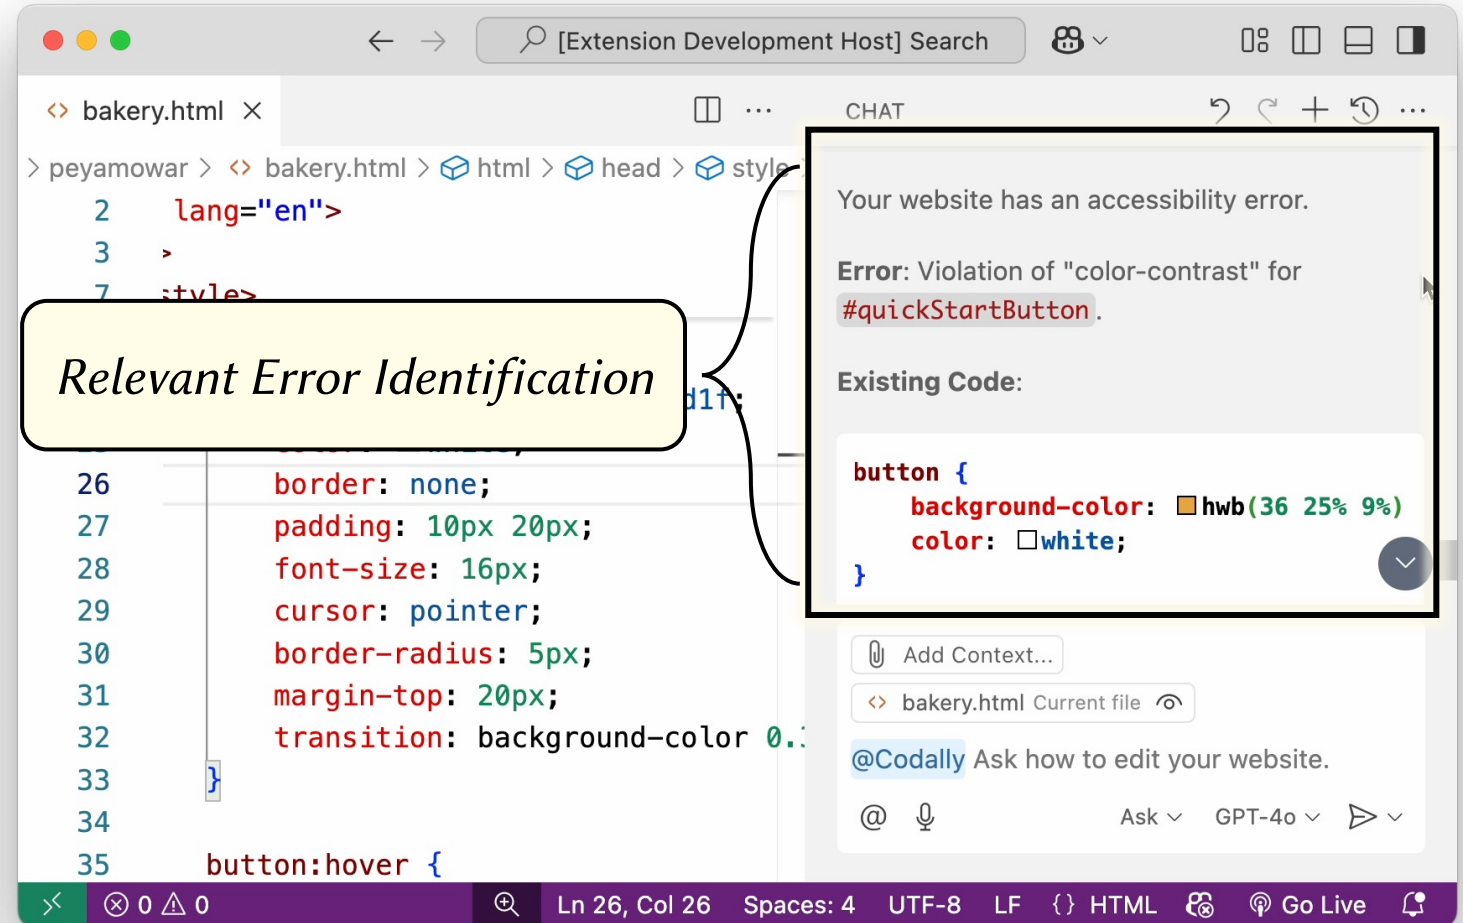 [Extension Development Host] Search
bakery.html
CHAT
peyamowar > bakery.html > html > head > style
2 lang="en">
3 >
7 style>
Relevant Error Identification
d1f;
26 border: none;
27 padding: 10px 20px;
28 font-size: 16px;
29 cursor: pointer;
30 border-radius: 5px;
31 margin-top: 20px;
32 transition: background-color 0.
33 }
34
35 button:hover {
Your website has an accessibility error.
Error: Violation of "color-contrast" for
#quickStartButton.
Existing Code:
button {
background-color: hwb(36 25% 9%)
color: white;
}
Add Context...
bakery.html Current file
@Codally Ask how to edit your website.
@ Ask GPT-4o
0 0 Ln 26, Col 26 Spaces: 4 UTF-8 LF {} HTML Go Live